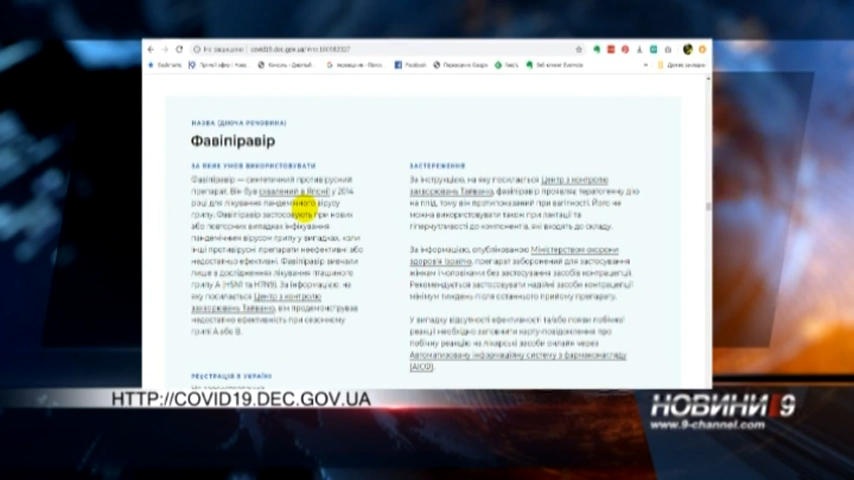 Не защищено | covid19.dec.gov.ua
Facebook
НАЗВА (ДІЮЧА РЕЧОВИНА)
Фавіпіравір
ЗА ЯКИХ УМОВ ВИКОРИСТОВУВАТИ
Фавіпіравір — синтетичний противірусний
препарат. Він був схвалений в Японії у 2014
році для лікування пандемічного вірусу
грипу. Фавіпіравір застосовують при нових
або повторних випадках інфікування
пандемічним вірусом грипу у випадках, коли
інші противірусні препарати неефективні або
недостатньо ефективні. Фавіпіравір вивчали
лише в дослідженнях лікування пташиного
грипу А (H5N1 та H7N9). За інформацією, на
яку посилається Центр з контролю
захворювань Тайваню, він продемонстрував
недостатню ефективність при сезонному
грипі А або В.
РЕЄСТРАЦІЯ В УКРАЇНІ
ЗАСТЕРЕЖЕННЯ
За інструкцією, на яку посилається Центр з контролю
захворювань Тайваню, фавіпіравір проявляє тератогенну дію
на плід, тому він протипоказаний при вагітності. Його не
можна використовувати також при лактації та
гіперчутливості до компонентів, які входять до складу.
За інформацією, опублікованою Міністерством охорони
здоров'я Ізраїлю, препарат заборонений для застосування
жінкам і чоловікам без застосування засобів контрацепції.
Рекомендується застосовувати надійні засоби контрацепції
мінімум тиждень після останнього прийому препарату.
У випадку відсутності ефективності та/або появи побічної
реакції необхідно заповнити карту-повідомлення про
побічну реакцію на лікарські засоби онлайн через
Автоматизовану інформаційну систему з фармаконагляду
(АІСФ).
HTTP://COVID19.DEC.GOV.UA
НОВИНИ 9
www.9-channel.com